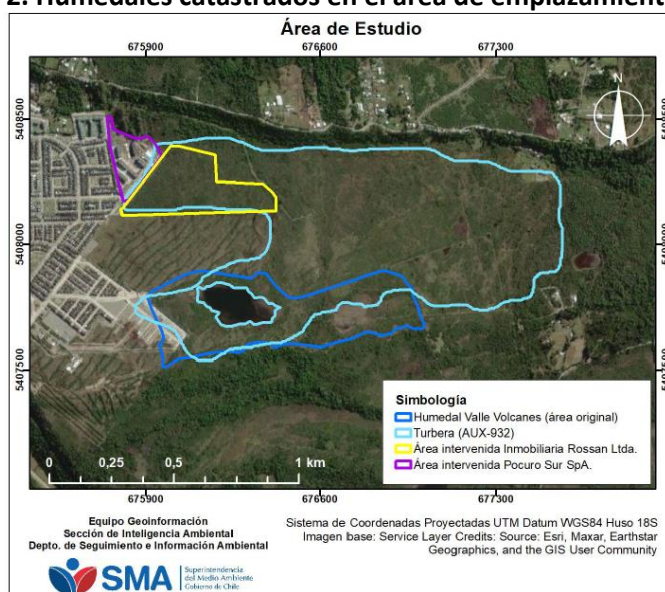 2. Humedales catastrados en el área de emplazamient
Área de Estudio
675900 676600 677300
5408500
5408000
5407500
N
Simbología
Humedal Valle Volcanes (área original)
Turbera (AUX-932)
Área intervenida Inmobiliaria Rossan Ltda.
Área intervenida Pocuro Sur SpA.
0 0,25 0,5 1 km
675900 676600 677300
Equipo Geoinformación
Sección de Inteligencia Ambiental
Depto. de Seguimiento e Información Ambiental
SMA
Superintendencia
del Medio Ambiente
Gobierno de Chile
Sistema de Coordenadas Proyectadas UTM Datum WGS84 Huso 18S
Imagen base: Service Layer Credits: Source: Esri, Maxar, Earthstar
Geographics, and the GIS User Community